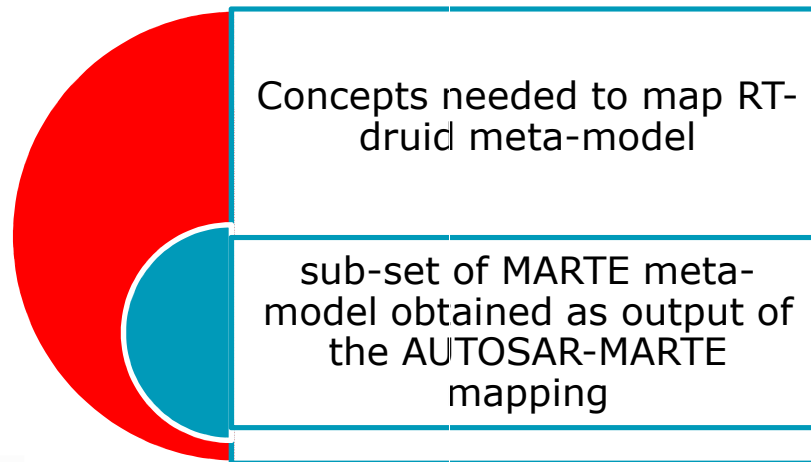 Concepts needed to map RT-
druid meta-model
sub-set of MARTE meta-
model obtained as output of
the AUTOSAR-MARTE
mapping